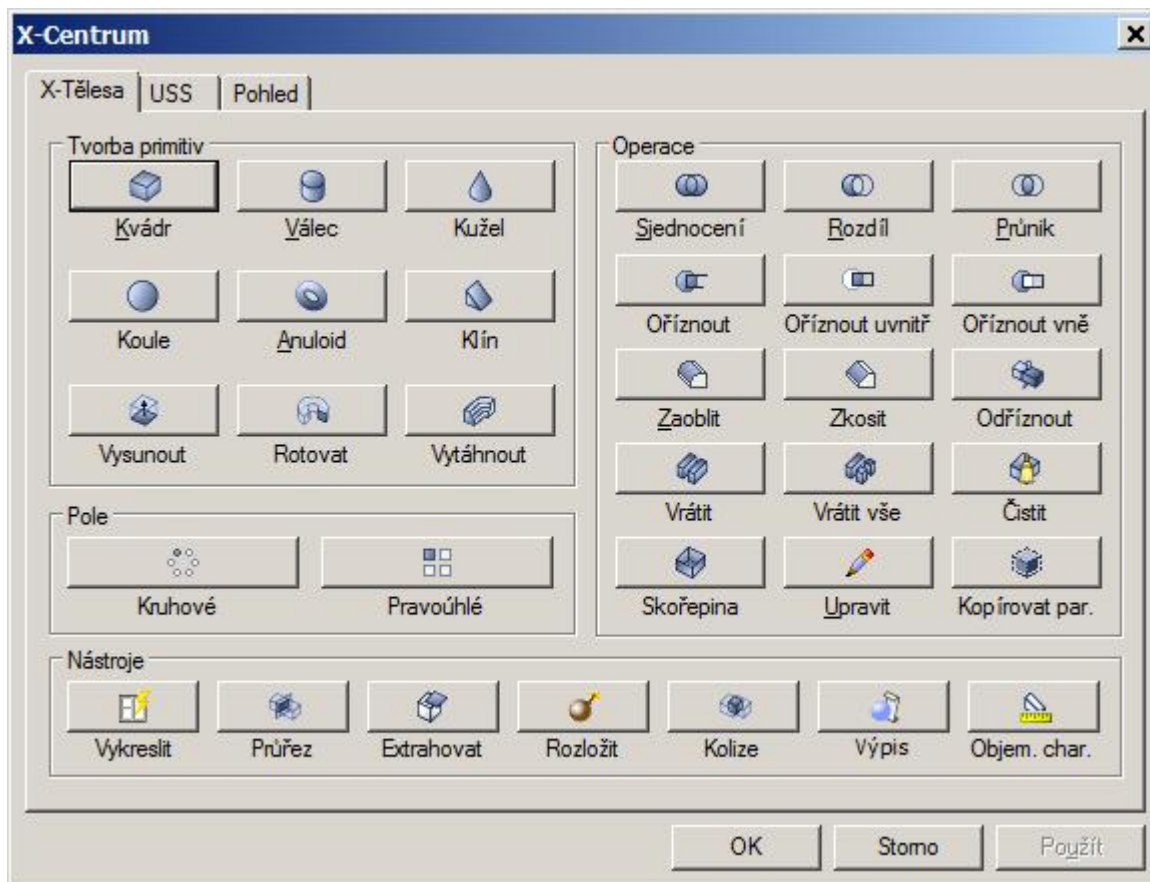 X-Centrum
X-Tělesa USS Pohled
Tvorba primitiv
Kvádr Válec Kužel
Koule Anuloid Klín
Vysunout Rotovat Vytáhnout
Pole
Kruhové Pravoúhlé
Operace
Sjednocení Rozdíl Průnik
Oříznout Oříznout uvnitř Oříznout vně
Zaoblit Zkosit Odříznout
Vrátit Vrátit vše Čistit
Skořepina Upravit Kopírovat par.
Nástroje
Vykreslit Průřez Extrahovat Rozložit Kolize Výpis Objem. char.
OK Storno Použít